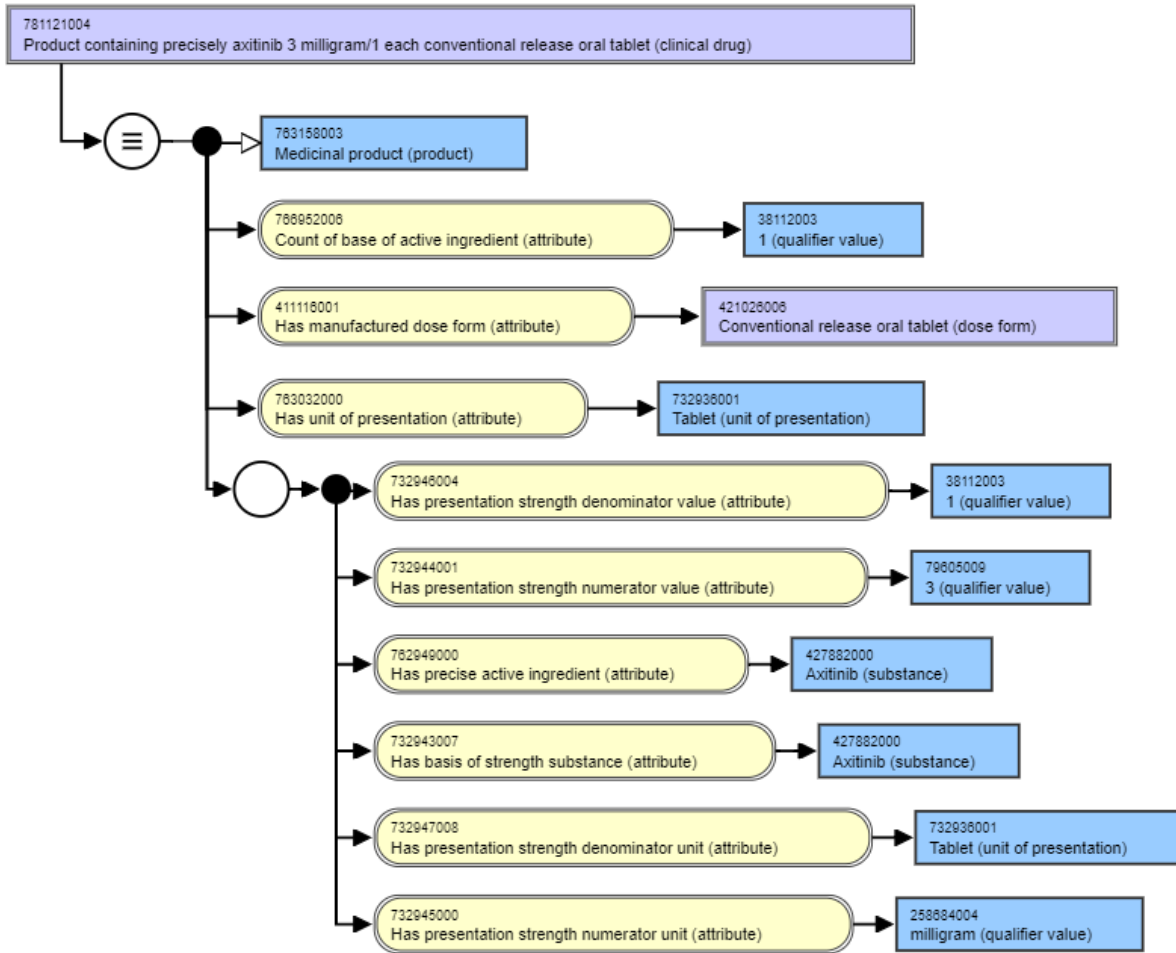 781121004
Product containing precisely axitinib 3 milligram/1 each conventional release oral tablet (clinical drug)
763158003
Medicinal product (product)
766952006
Count of base of active ingredient (attribute)
38112003
1 (qualifier value)
411116001
Has manufactured dose form (attribute)
421026006
Conventional release oral tablet (dose form)
763032000
Has unit of presentation (attribute)
732936001
Tablet (unit of presentation)
732946004
Has presentation strength denominator value (attribute)
38112003
1 (qualifier value)
732944001
Has presentation strength numerator value (attribute)
79605009
3 (qualifier value)
762949000
Has precise active ingredient (attribute)
427882000
Axitinib (substance)
732943007
Has basis of strength substance (attribute)
427882000
Axitinib (substance)
732947008
Has presentation strength denominator unit (attribute)
732936001
Tablet (unit of presentation)
732945000
Has presentation strength numerator unit (attribute)
258684004
milligram (qualifier value)